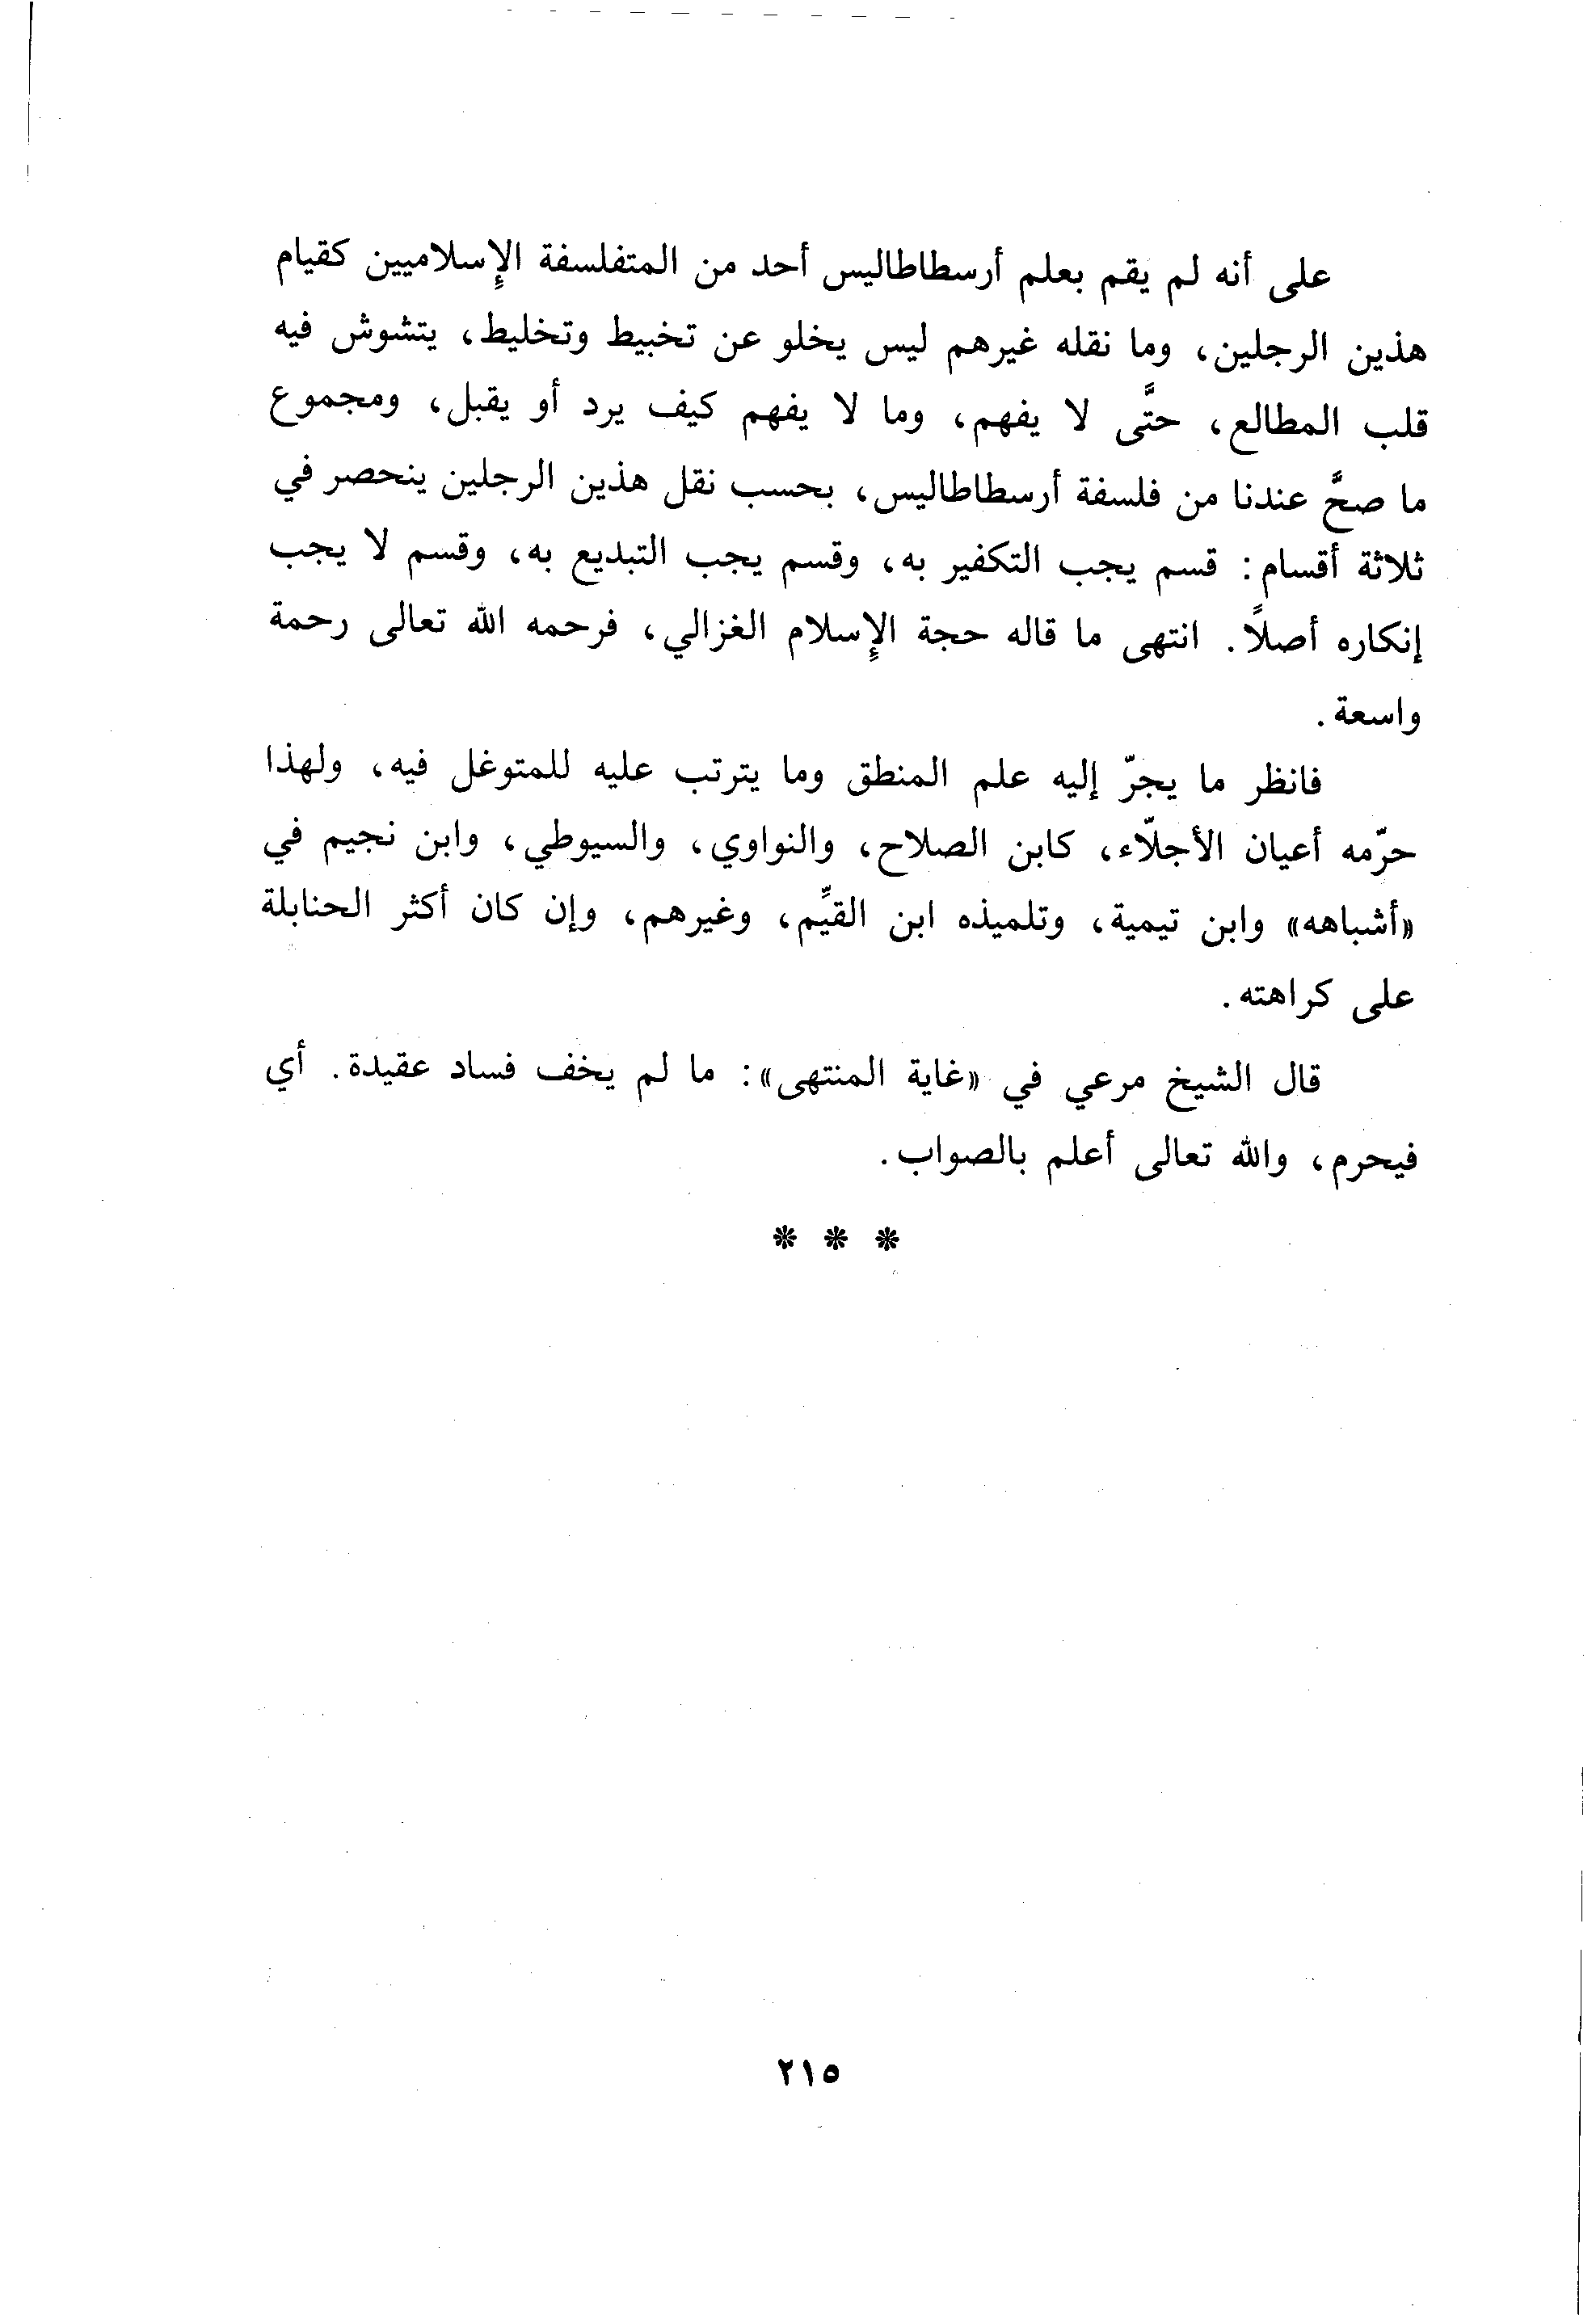 على أنه لم يقم بعلم أرسطاطاليس أحد من المتفلسفة الإسلاميين كقيام
هذين الرجلين، وما نقله غيرهم ليس يخلو عن تخبيط وتخليط، يتشوش فيه
قلب المطالع، حتَّى لا يفهم، وما لا يفهم كيف يرد أو يقبل، ومجموع
ما صحَّ عندنا من فلسفة أرسطاطاليس، بحسب نقل هذين الرجلين ينحصر في
ثلاثة أقسام: قسم يجب التكفير به، وقسم يجب التبديع به، وقسم لا يجب
إنكاره أصلاً. انتهى ما قاله حجة الإسلام الغزالي، فرحمه الله تعالى رحمة
واسعة.
فانظر ما يجرّ إليه علم المنطق وما يترتب عليه للمتوغل فيه، ولهذا
حرّمه أعيان الأجلّاء، كابن الصلاح، والنواوي، والسيوطي، وابن نجيم في
«أشباهه» وابن تيمية، وتلميذه ابن القيِّم، وغيرهم، وإن كان أكثر الحنابلة
على كراهته.
قال الشيخ مرعي في «غاية المنتهى»: ما لم يخف فساد عقيدة. أي
فيحرم، والله تعالى أعلم بالصواب.
* * *
٢١٥